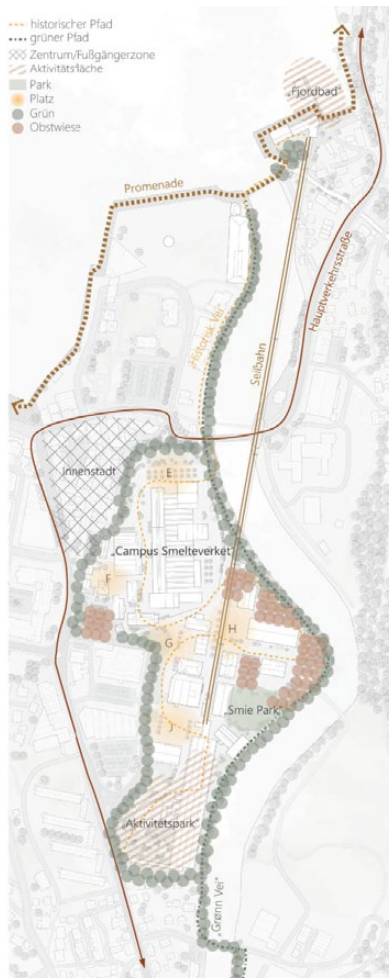 historischer Pfad
grüner Pfad
Zentrum/Fußgängerzone
Aktivitätsfläche
Park
Platz
Grün
Obstwiese
„Fjordbad"
Promenade
„Historisk Vei"
Seilbahn
Hauptverkehrsstraße
Innenstadt
E
„Campus Smelteverket"
F
G
H
„Smie Park"
„Aktivitetspark"
„Grønn Vei"